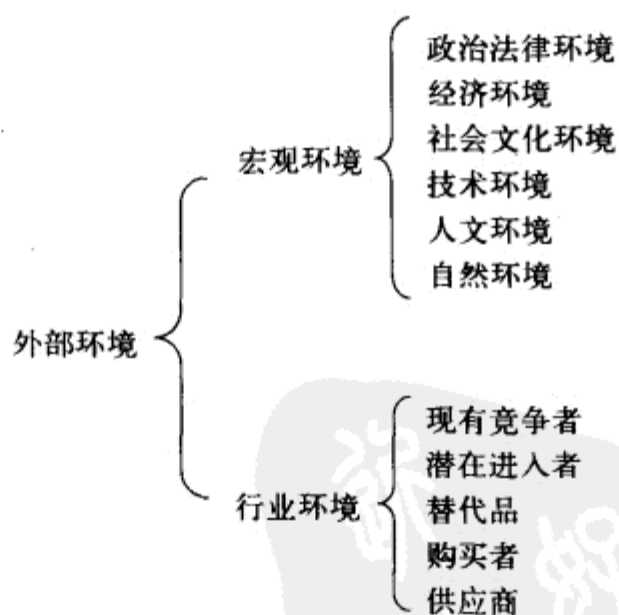 外部环境
宏观环境
政治法律环境
经济环境
社会文化环境
技术环境
人文环境
自然环境
行业环境
现有竞争者
潜在进入者
替代品
购买者
供应商